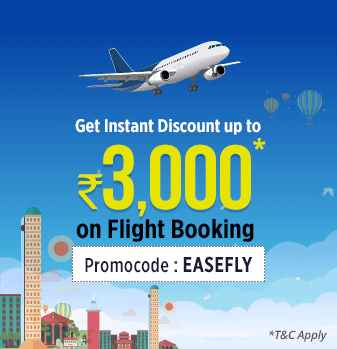 Get Instant Discount up to
₹3,000*
on Flight Booking
Promocode : EASEFLY
*T&C Apply